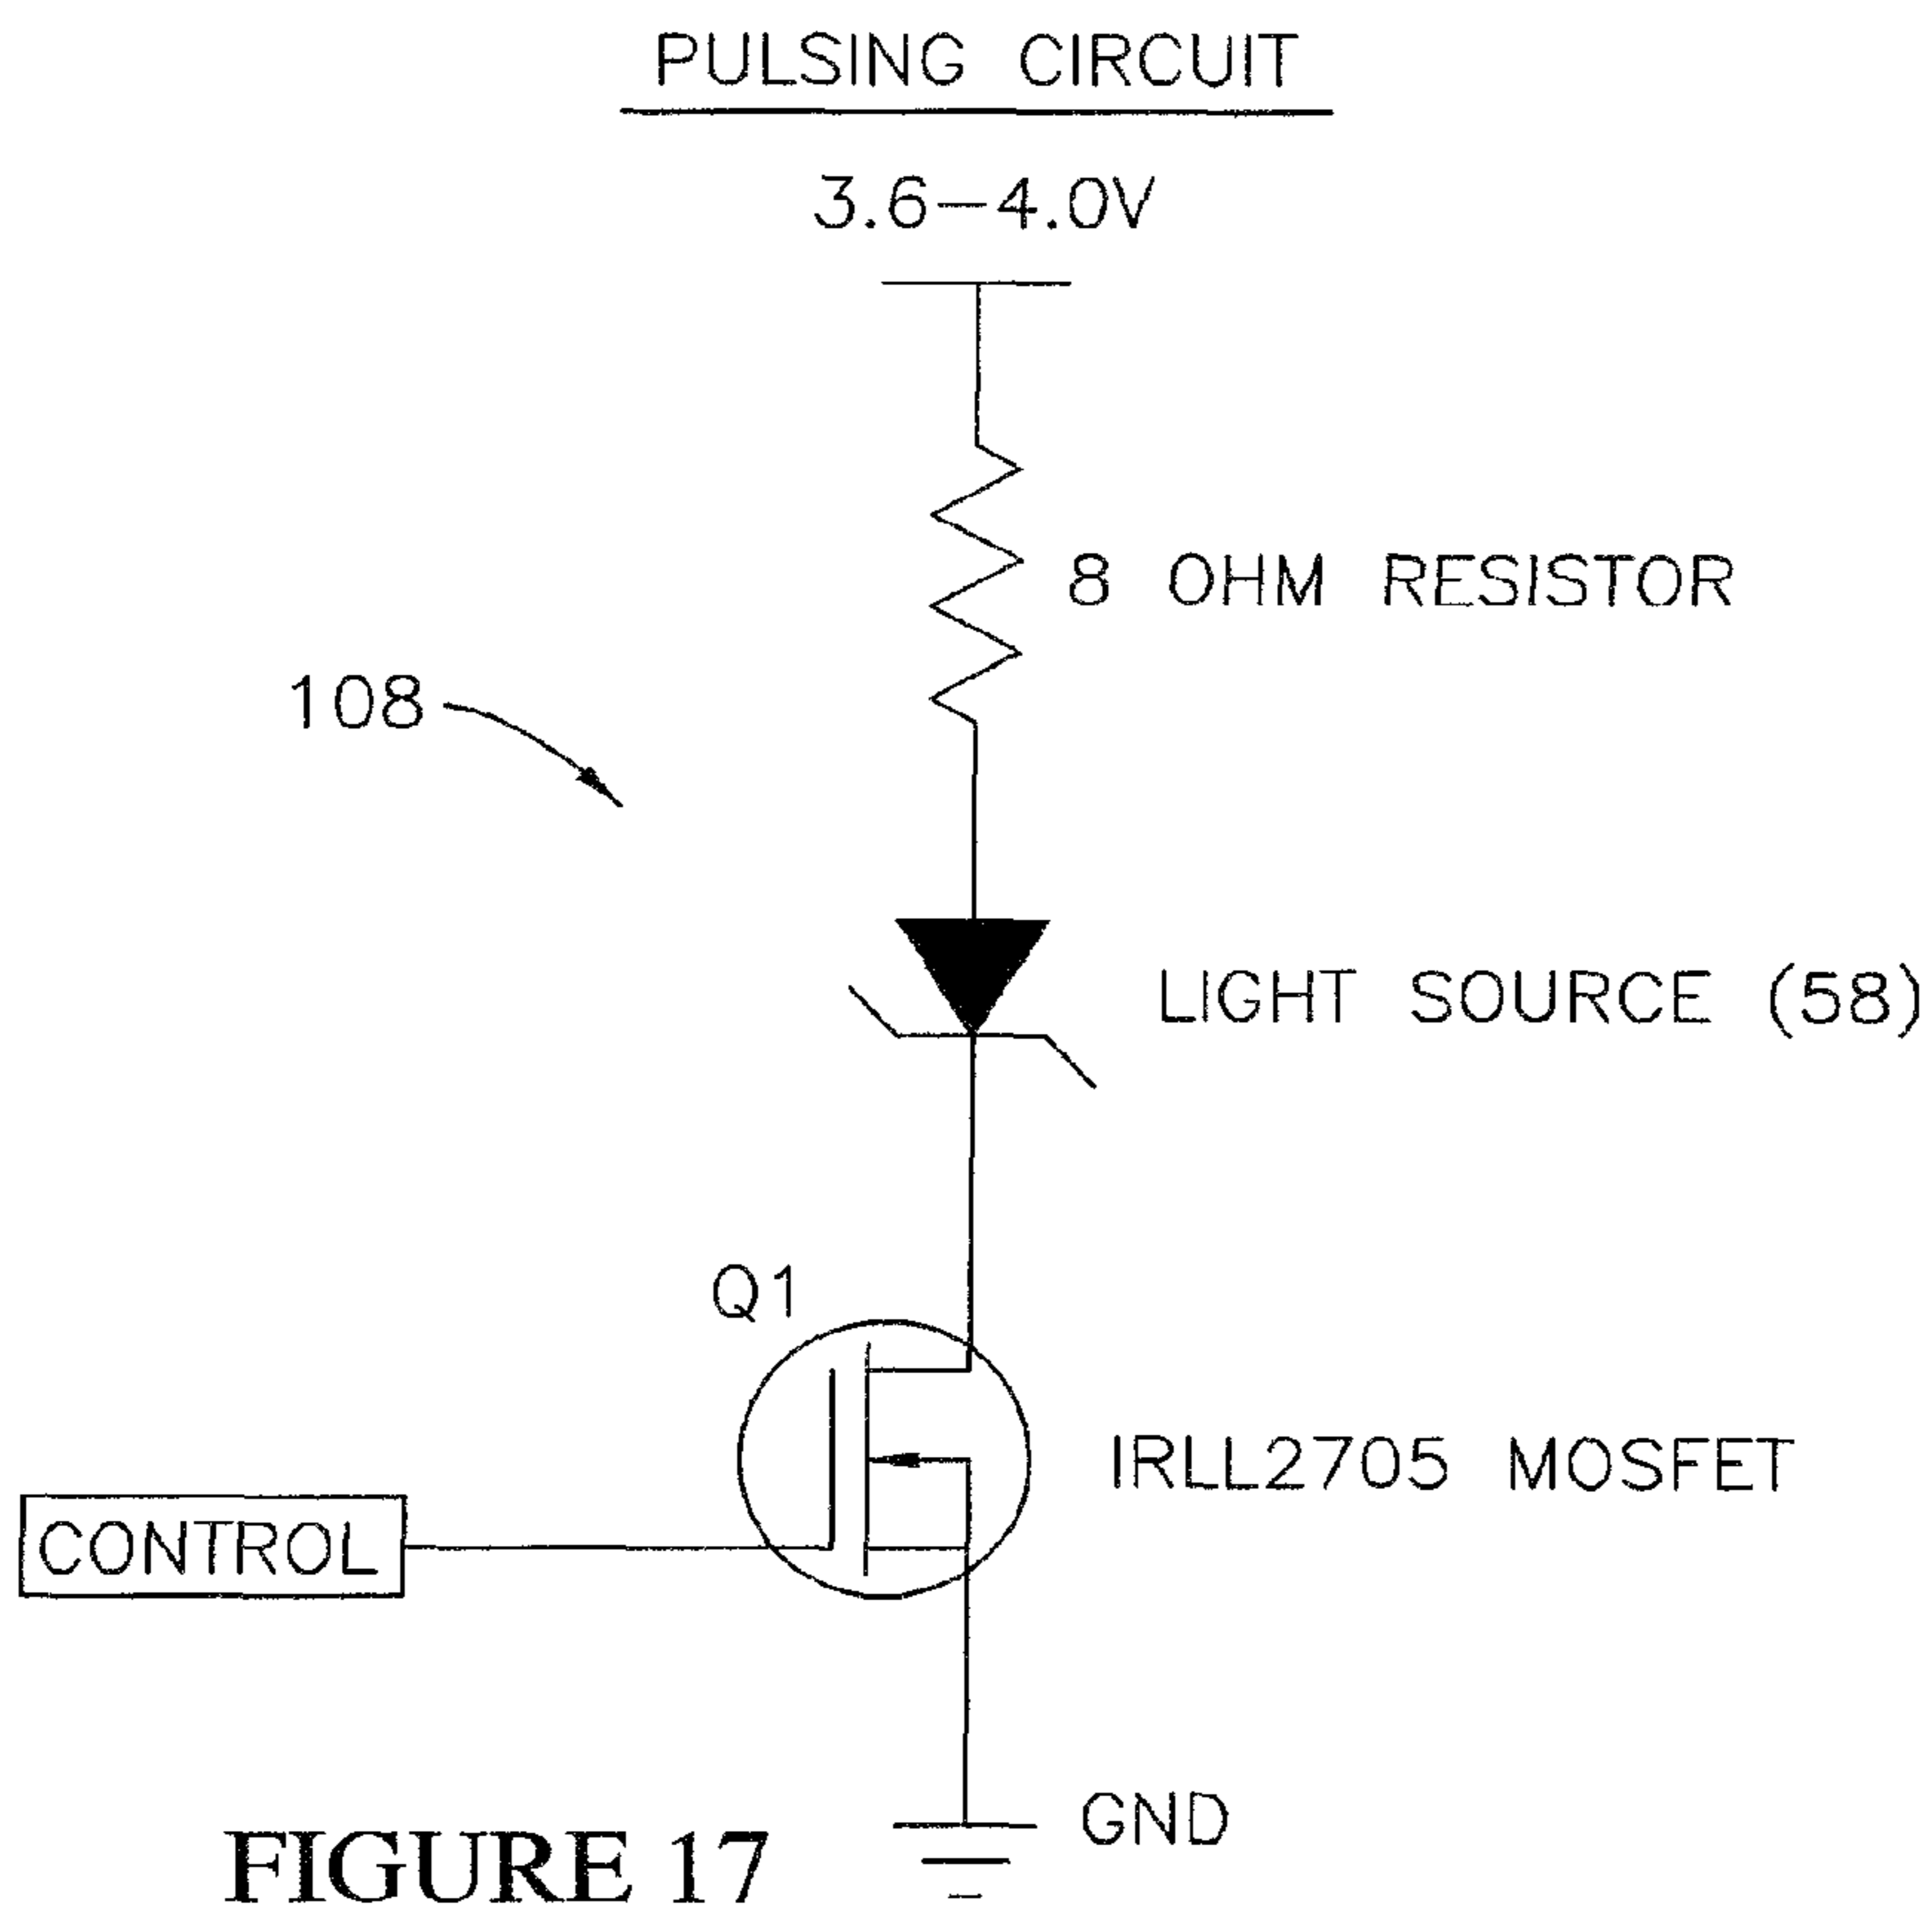 PULSING CIRCUIT
3.6-4.0V
8 OHM RESISTOR
108
LIGHT SOURCE (58)
Q1
IRLL2705 MOSFET
CONTROL
GND
FIGURE 17